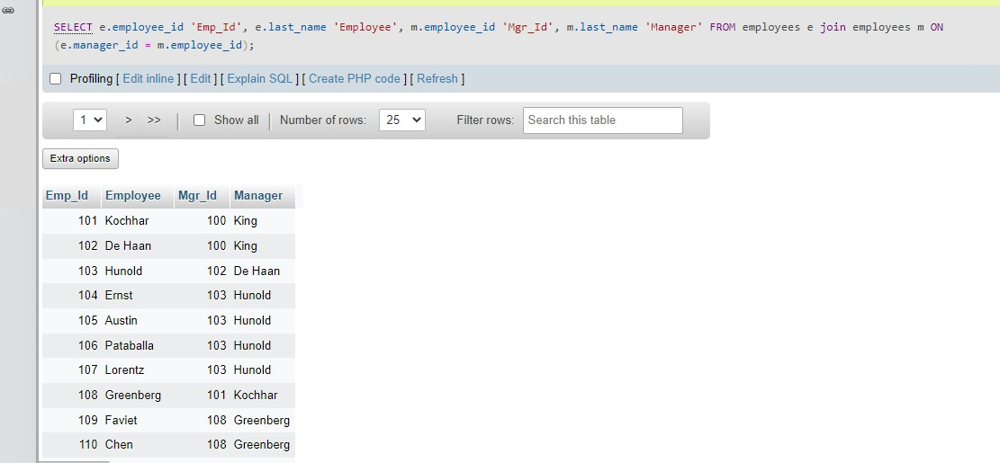 SELECT e.employee_id 'Emp_Id', e.last_name 'Employee', m.employee_id 'Mgr_Id', m.last_name 'Manager' FROM employees e join employees m ON
(e.manager_id = m.employee_id);
Profiling [ Edit inline ] [ Edit ] [ Explain SQL ] [ Create PHP code ] [ Refresh ]
1 > >> | Show all | Number of rows: 25 Filter rows: Search this table
Extra options
Emp_Id Employee Mgr_Id Manager
101 Kochhar 100 King
102 De Haan 100 King
103 Hunold 102 De Haan
104 Ernst 103 Hunold
105 Austin 103 Hunold
106 Pataballa 103 Hunold
107 Lorentz 103 Hunold
108 Greenberg 101 Kochhar
109 Faviet 108 Greenberg
110 Chen 108 Greenberg